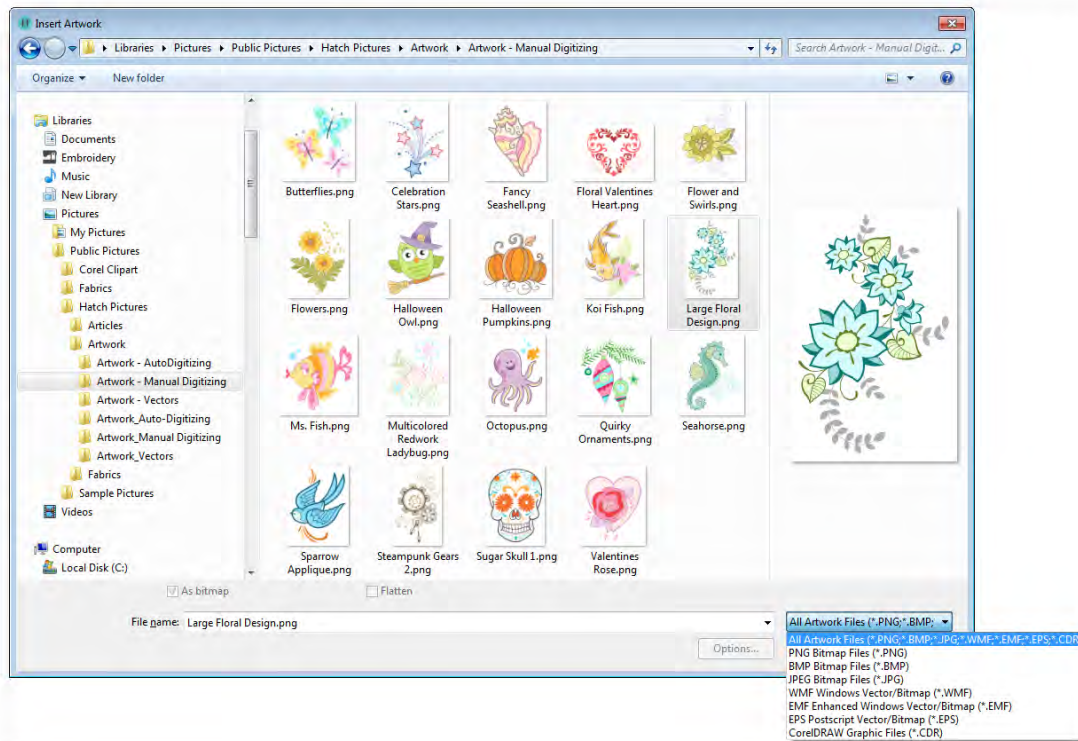 Insert Artwork
Libraries Pictures Public Pictures Hatch Pictures Artwork Artwork - Manual Digitizing
Search Artwork - Manual Digit...
Organize New folder
Libraries
Documents
Embroidery
Music
New Library
Pictures
My Pictures
Public Pictures
Corel Clipart
Fabrics
Hatch Pictures
Articles
Artwork
Artwork - AutoDigitizing
Artwork - Manual Digitizing
Artwork - Vectors
Artwork_Auto-Digitizing
Artwork_Manual Digitizing
Artwork_Vectors
Fabrics
Sample Pictures
Videos
Computer
Local Disk (C:)
Butterflies.png
Celebration
Stars.png
Fancy
Seashell.png
Floral Valentines
Heart.png
Flower and
Swirls.png
Flowers.png
Halloween
Owl.png
Halloween
Pumpkins.png
Koi Fish.png
Large Floral
Design.png
Ms. Fish.png
Multicolored
Redwork
Ladybug.png
Octopus.png
Quirky
Ornaments.png
Seahorse.png
Sparrow
Applique.png
Steampunk Gears
2.png
Sugar Skull 1.png
Valentines
Rose.png
As bitmap
Flatten
File name: Large Floral Design.png
All Artwork Files (*.PNG;*.BMP;
Options...
All Artwork Files (*.PNG;*.BMP;*.JPG;*.WMF;*.EMF;*.EPS;*.CDR
PNG Bitmap Files (*.PNG)
BMP Bitmap Files (*.BMP)
JPEG Bitmap Files (*.JPG)
WMF Windows Vector/Bitmap (*.WMF)
EMF Enhanced Windows Vector/Bitmap (*.EMF)
EPS Postscript Vector/Bitmap (*.EPS)
CorelDRAW Graphic Files (*.CDR)